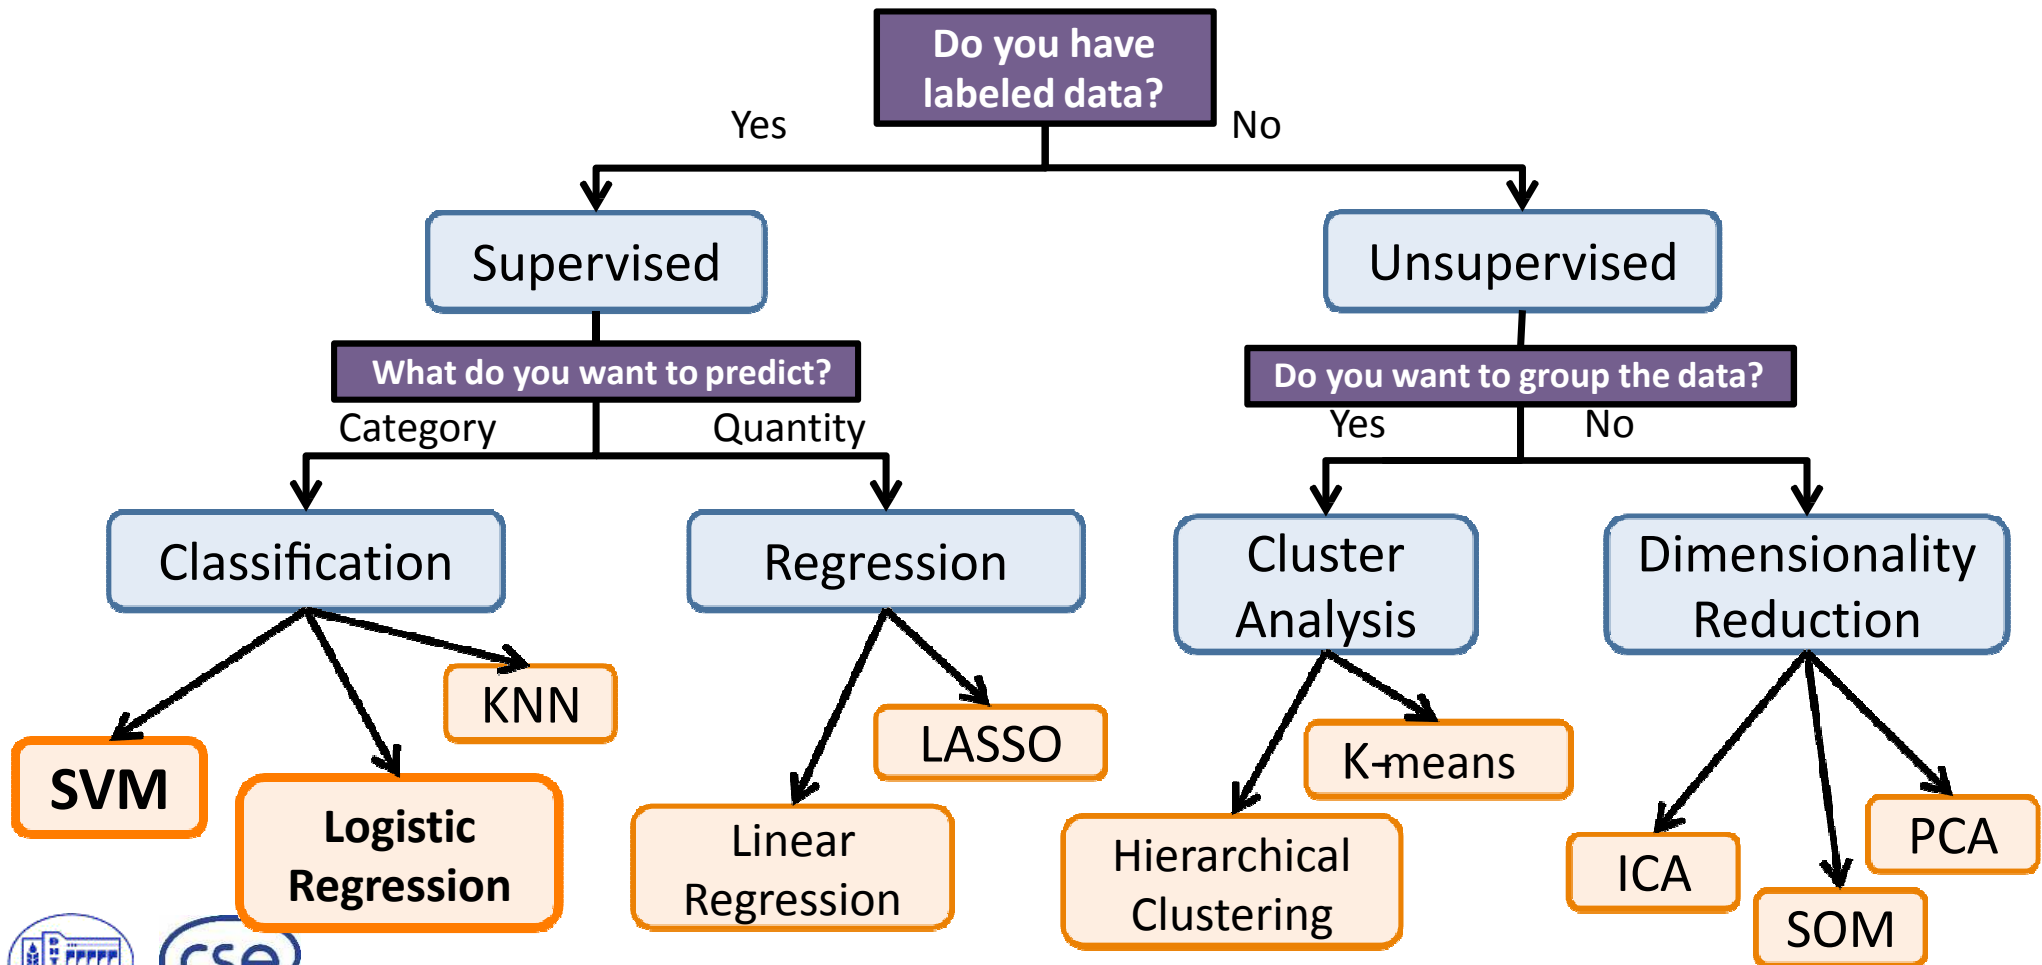 Do you have
labeled data?
Yes
No
Supervised
Unsupervised
What do you want to predict?
Do you want to group the data?
Category
Quantity
Yes
No
Classification
Regression
Cluster
Analysis
Dimensionality
Reduction
KNN
SVM
Logistic
Regression
LASSO
Linear
Regression
K-means
Hierarchical
Clustering
ICA
SOM
PCA
cse